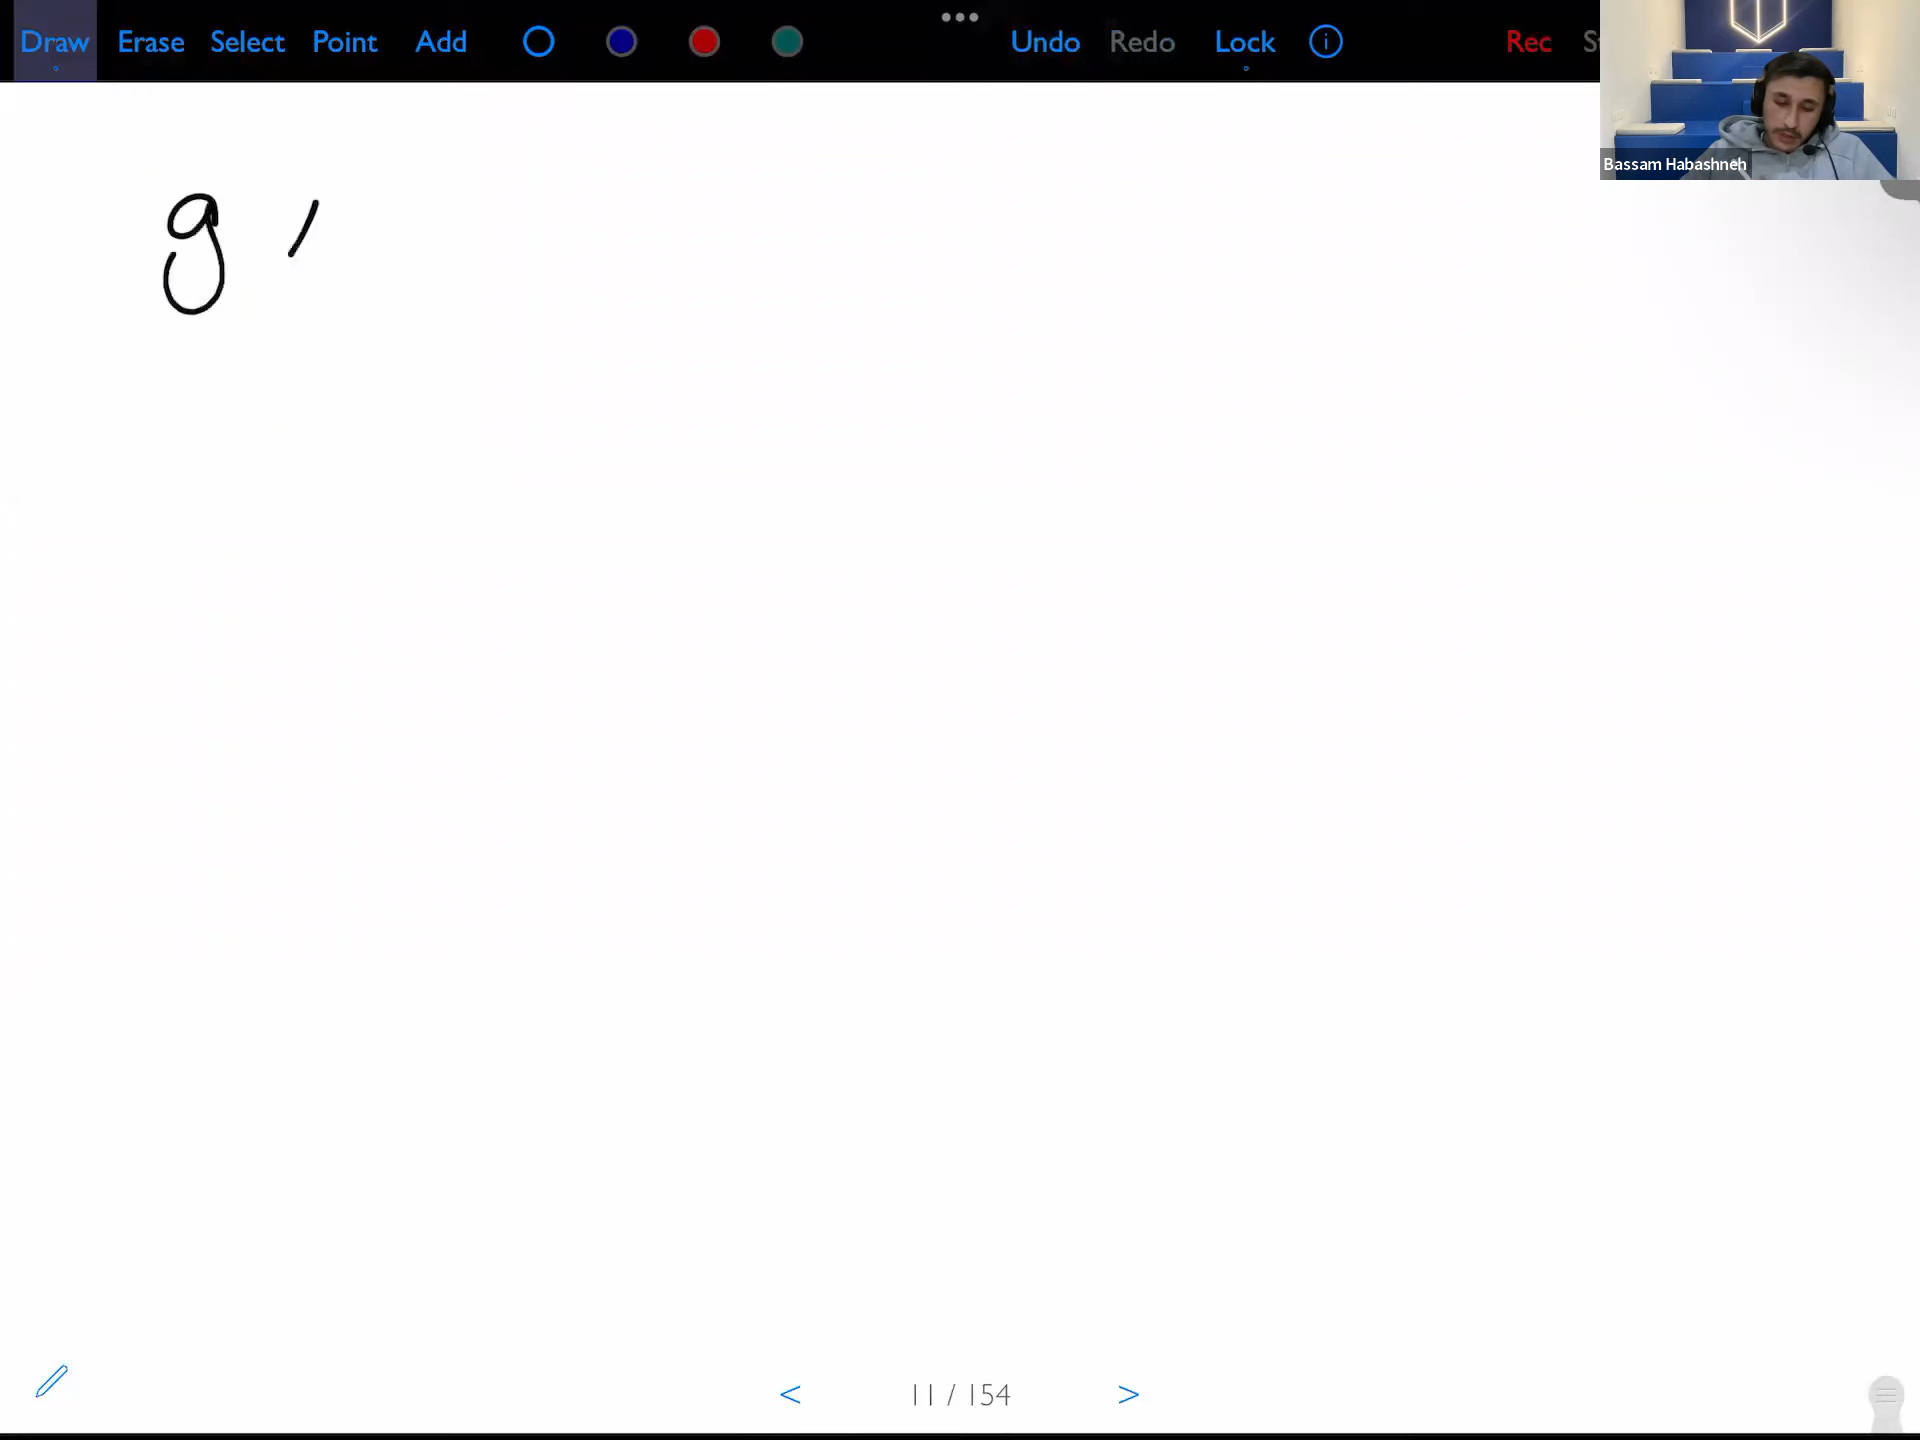 Draw Erase Select Point Add Undo Redo Lock Rec
Bassam Habashneh
g ,
< 11 / 154 >